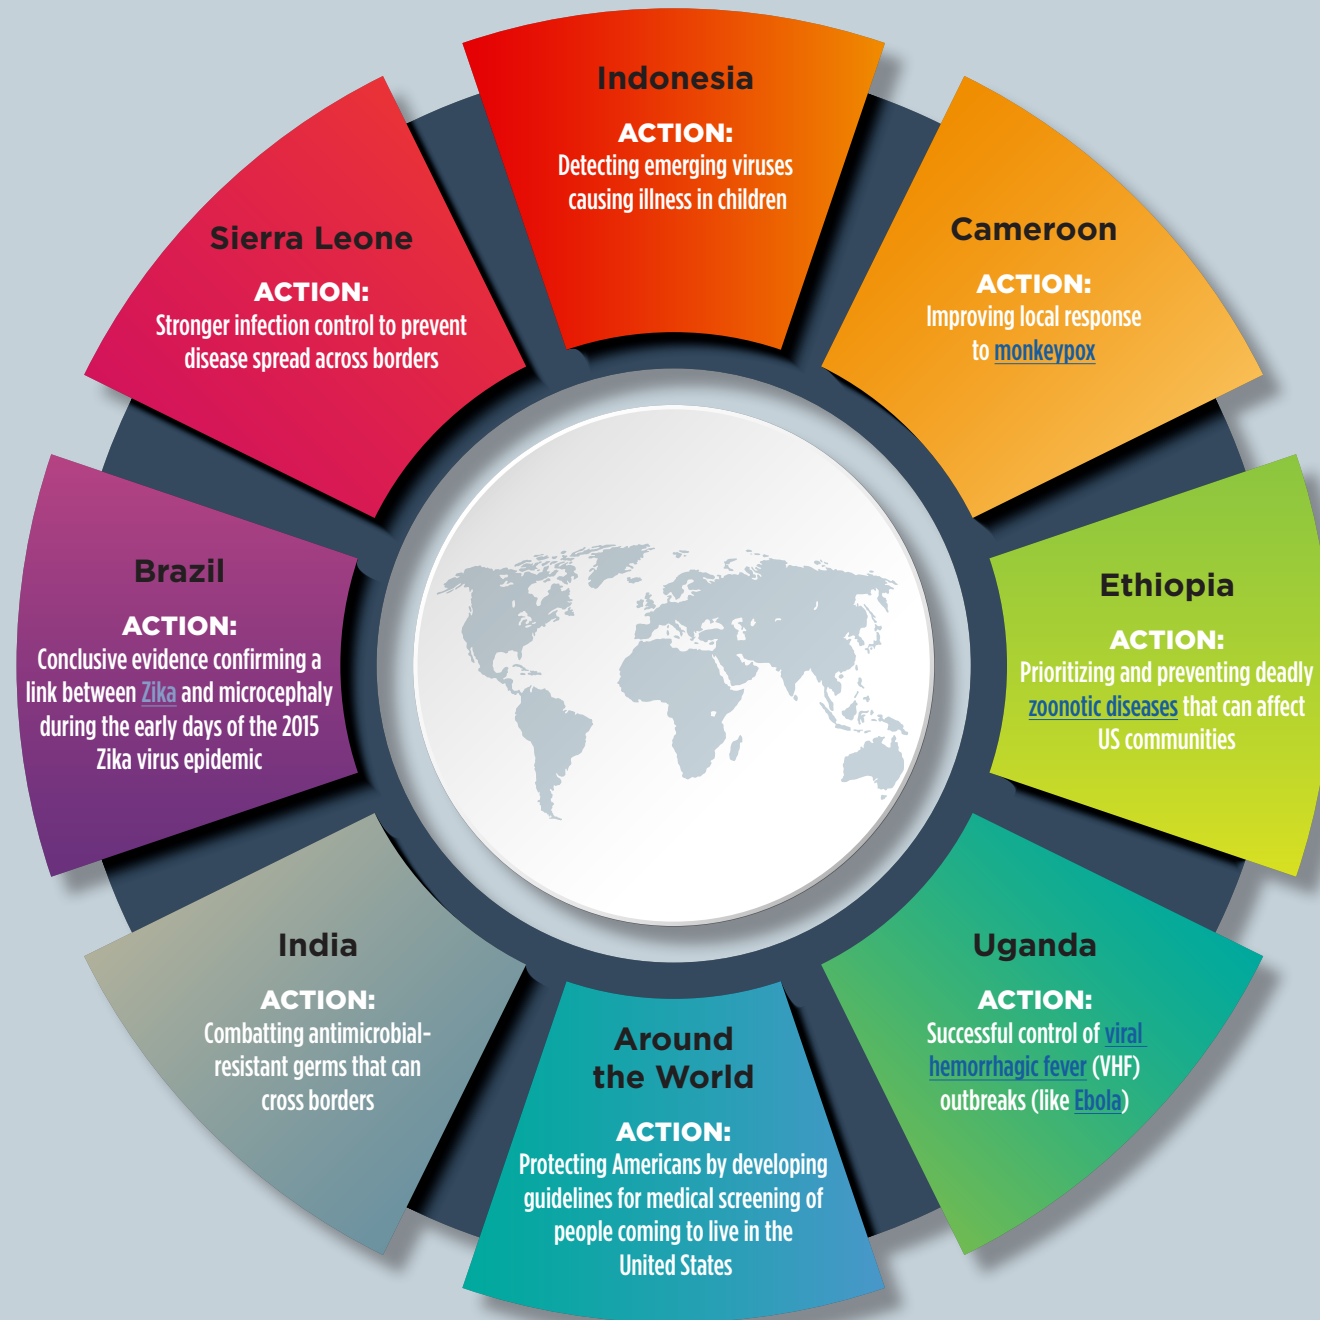 Indonesia
ACTION:
Detecting emerging viruses
causing illness in children
Cameroon
ACTION:
Improving local response
to monkeypox
Ethiopia
ACTION:
Prioritizing and preventing deadly
zoonotic diseases that can affect
US communities
Uganda
ACTION:
Successful control of viral
hemorrhagic fever (VHF)
outbreaks (like Ebola)
Around
the World
ACTION:
Protecting Americans by developing
guidelines for medical screening of
people coming to live in the
United States
India
ACTION:
Combatting antimicrobial-
resistant germs that can
cross borders
Brazil
ACTION:
Conclusive evidence confirming a
link between Zika and microcephaly
during the early days of the 2015
Zika virus epidemic
Sierra Leone
ACTION:
Stronger infection control to prevent
disease spread across borders